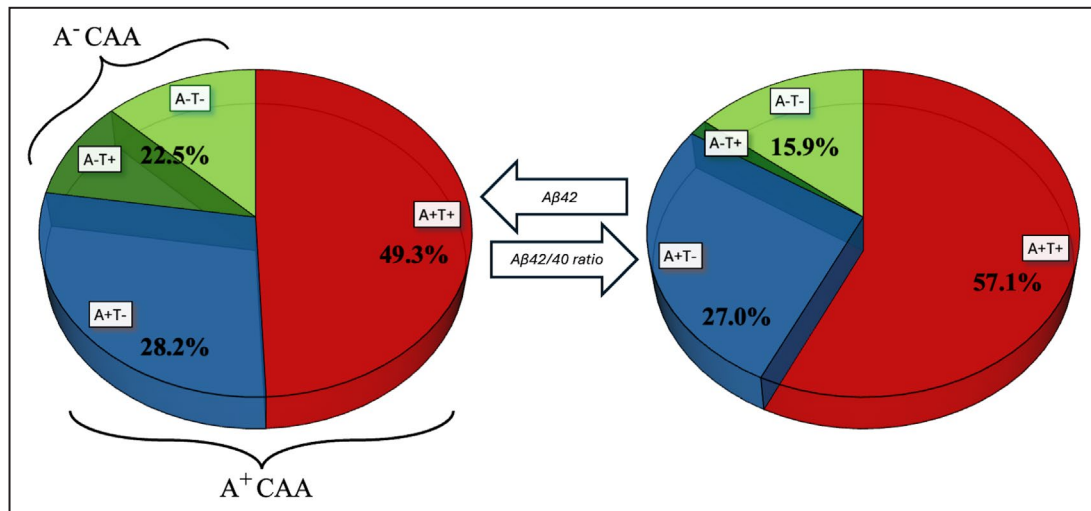 A⁻ CAA
A-T-
22.5%
A-T+
A+T+
49.3%
A+T-
28.2%
A⁺ CAA
Aβ42
Aβ42/40 ratio
A-T-
15.9%
A-T+
A+T+
57.1%
A+T-
27.0%